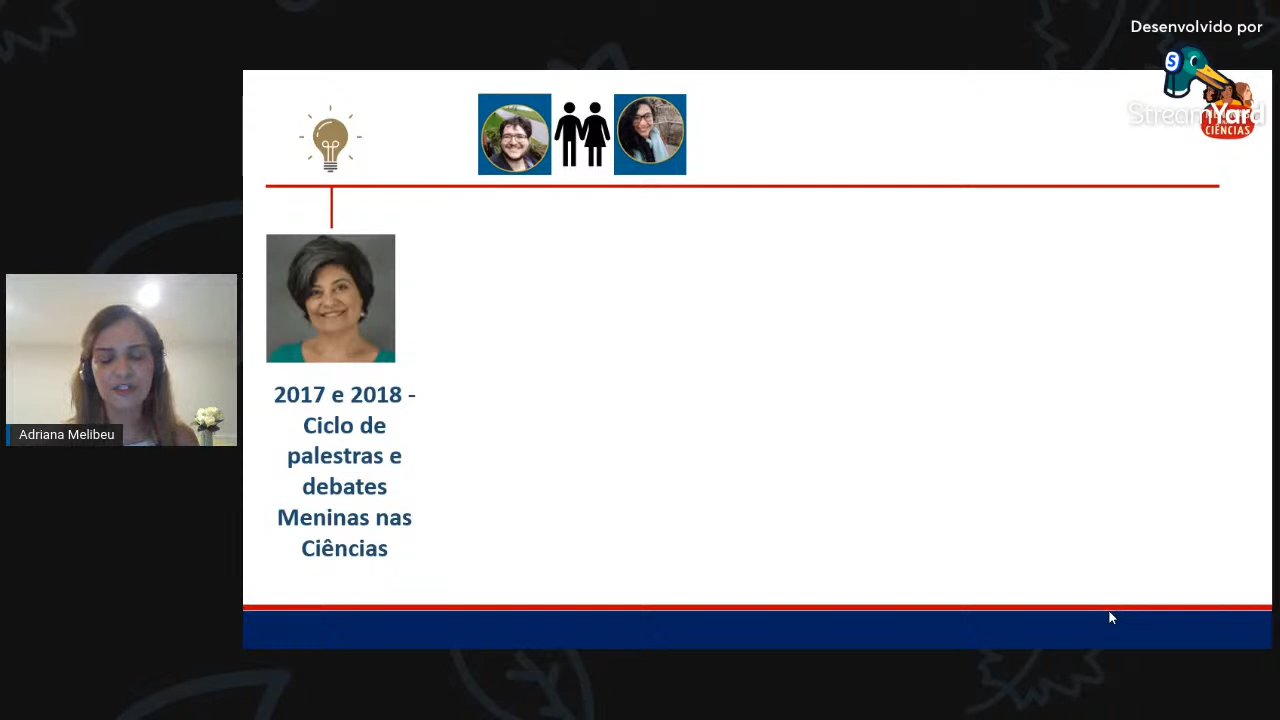 Desenvolvido por
S
StreamYard
CIÊNCIAS
2017 e 2018 -
Ciclo de
palestras e
debates
Meninas nas
Ciências
Adriana Melibeu